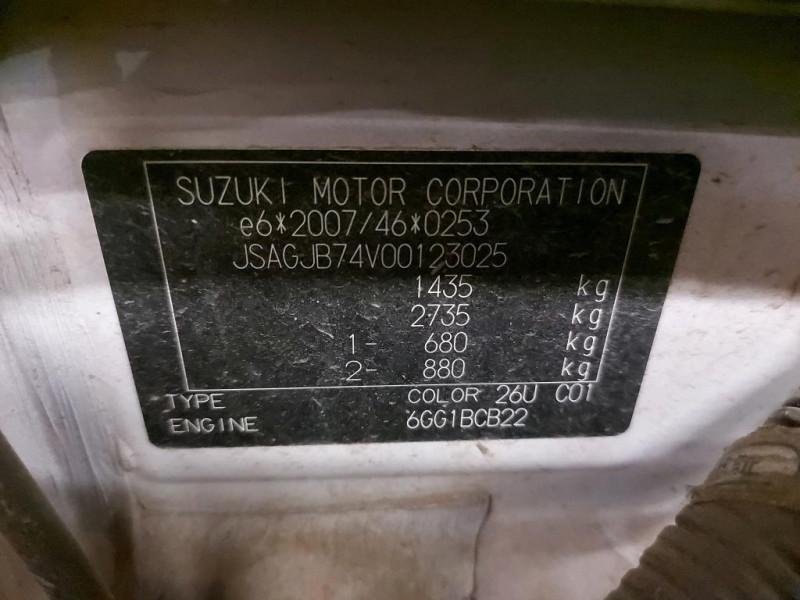 SUZUKI MOTOR CORPORATION
e6*2007/46*0253
JSAGJB74V00123025
1435 kg
2735 kg
1- 680 kg
2- 880 kg
TYPE COLOR 26U C01
ENGINE 6GG1BCB22